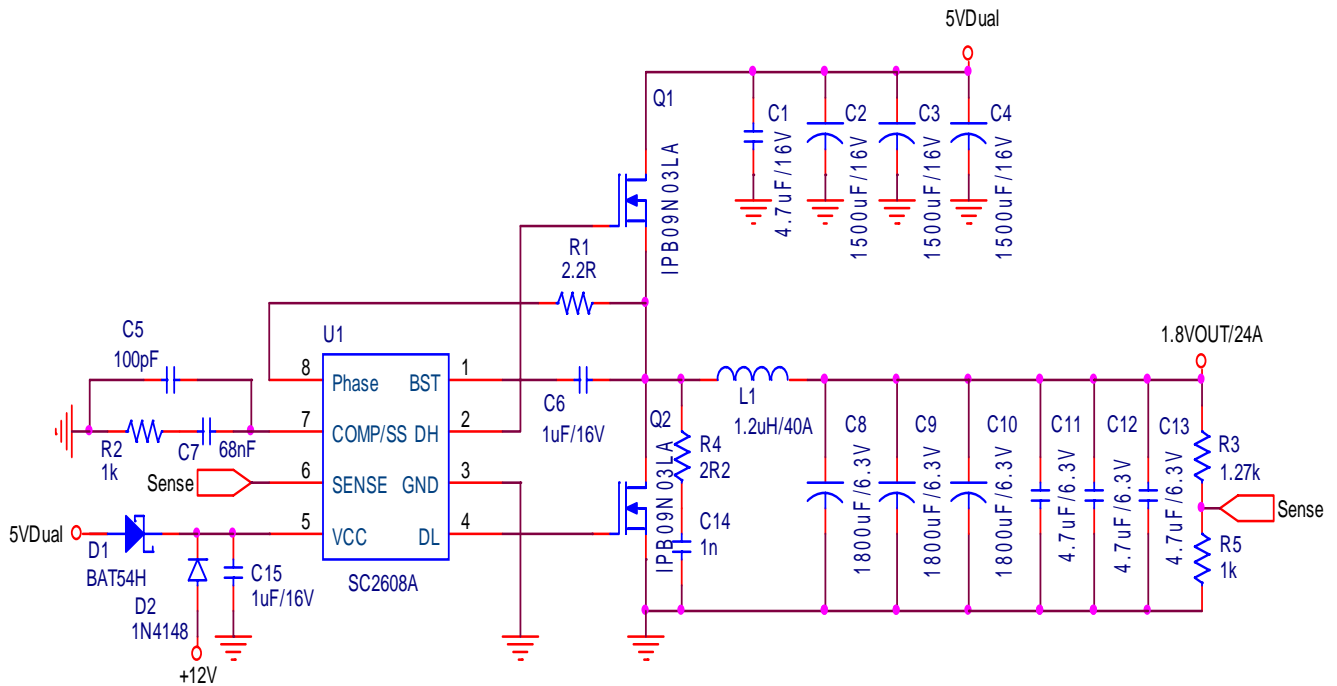 5VDual
Q1
IPB09N03LA
C1
4.7uF/16V
C2
1500uF/16V
C3
1500uF/16V
C4
1500uF/16V
R1
2.2R
C5
100pF
R2
1k
C7
68nF
Sense
5VDual
D1
BAT54H
D2
1N4148
+12V
C15
1uF/16V
U1
8
Phase
BST
1
7
COMP/SS
DH
2
6
SENSE
GND
3
5
VCC
DL
4
SC2608A
C6
1uF/16V
Q2
IPB09N03LA
R4
2R2
C14
1n
L1
1.2uH/40A
C8
1800uF/6.3V
C9
1800uF/6.3V
C10
1800uF/6.3V
C11
4.7uF/6.3V
C12
4.7uF/6.3V
C13
4.7uF/6.3V
1.8VOUT/24A
R3
1.27k
Sense
R5
1k